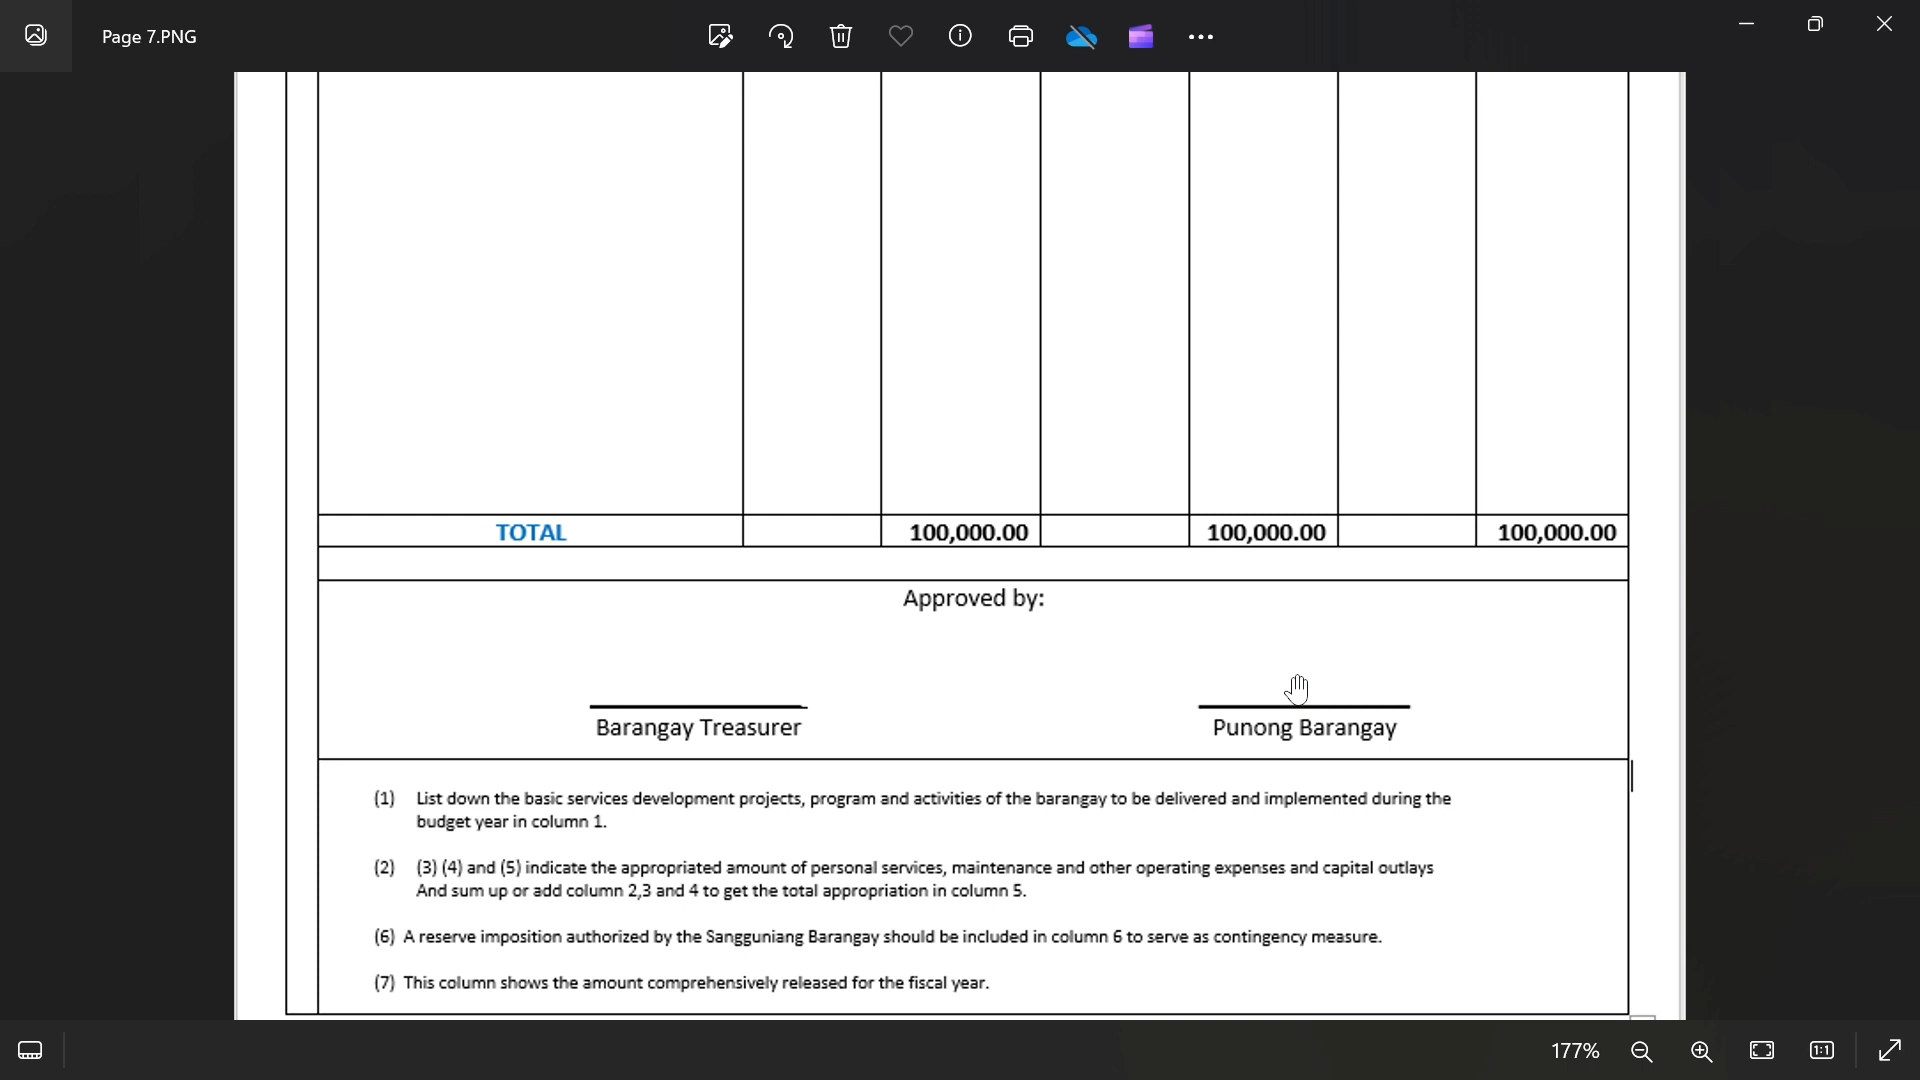 Page 7.PNG
TOTAL 100,000.00 100,000.00 100,000.00
Approved by:
Barangay Treasurer Punong Barangay
(1) List down the basic services development projects, program and activities of the barangay to be delivered and implemented during the
budget year in column 1.
(2) (3) (4) and (5) indicate the appropriated amount of personal services, maintenance and other operating expenses and capital outlays
And sum up or add column 2,3 and 4 to get the total appropriation in column 5.
(6) A reserve imposition authorized by the Sangguniang Barangay should be included in column 6 to serve as contingency measure.
(7) This column shows the amount comprehensively released for the fiscal year.
177% 1:1